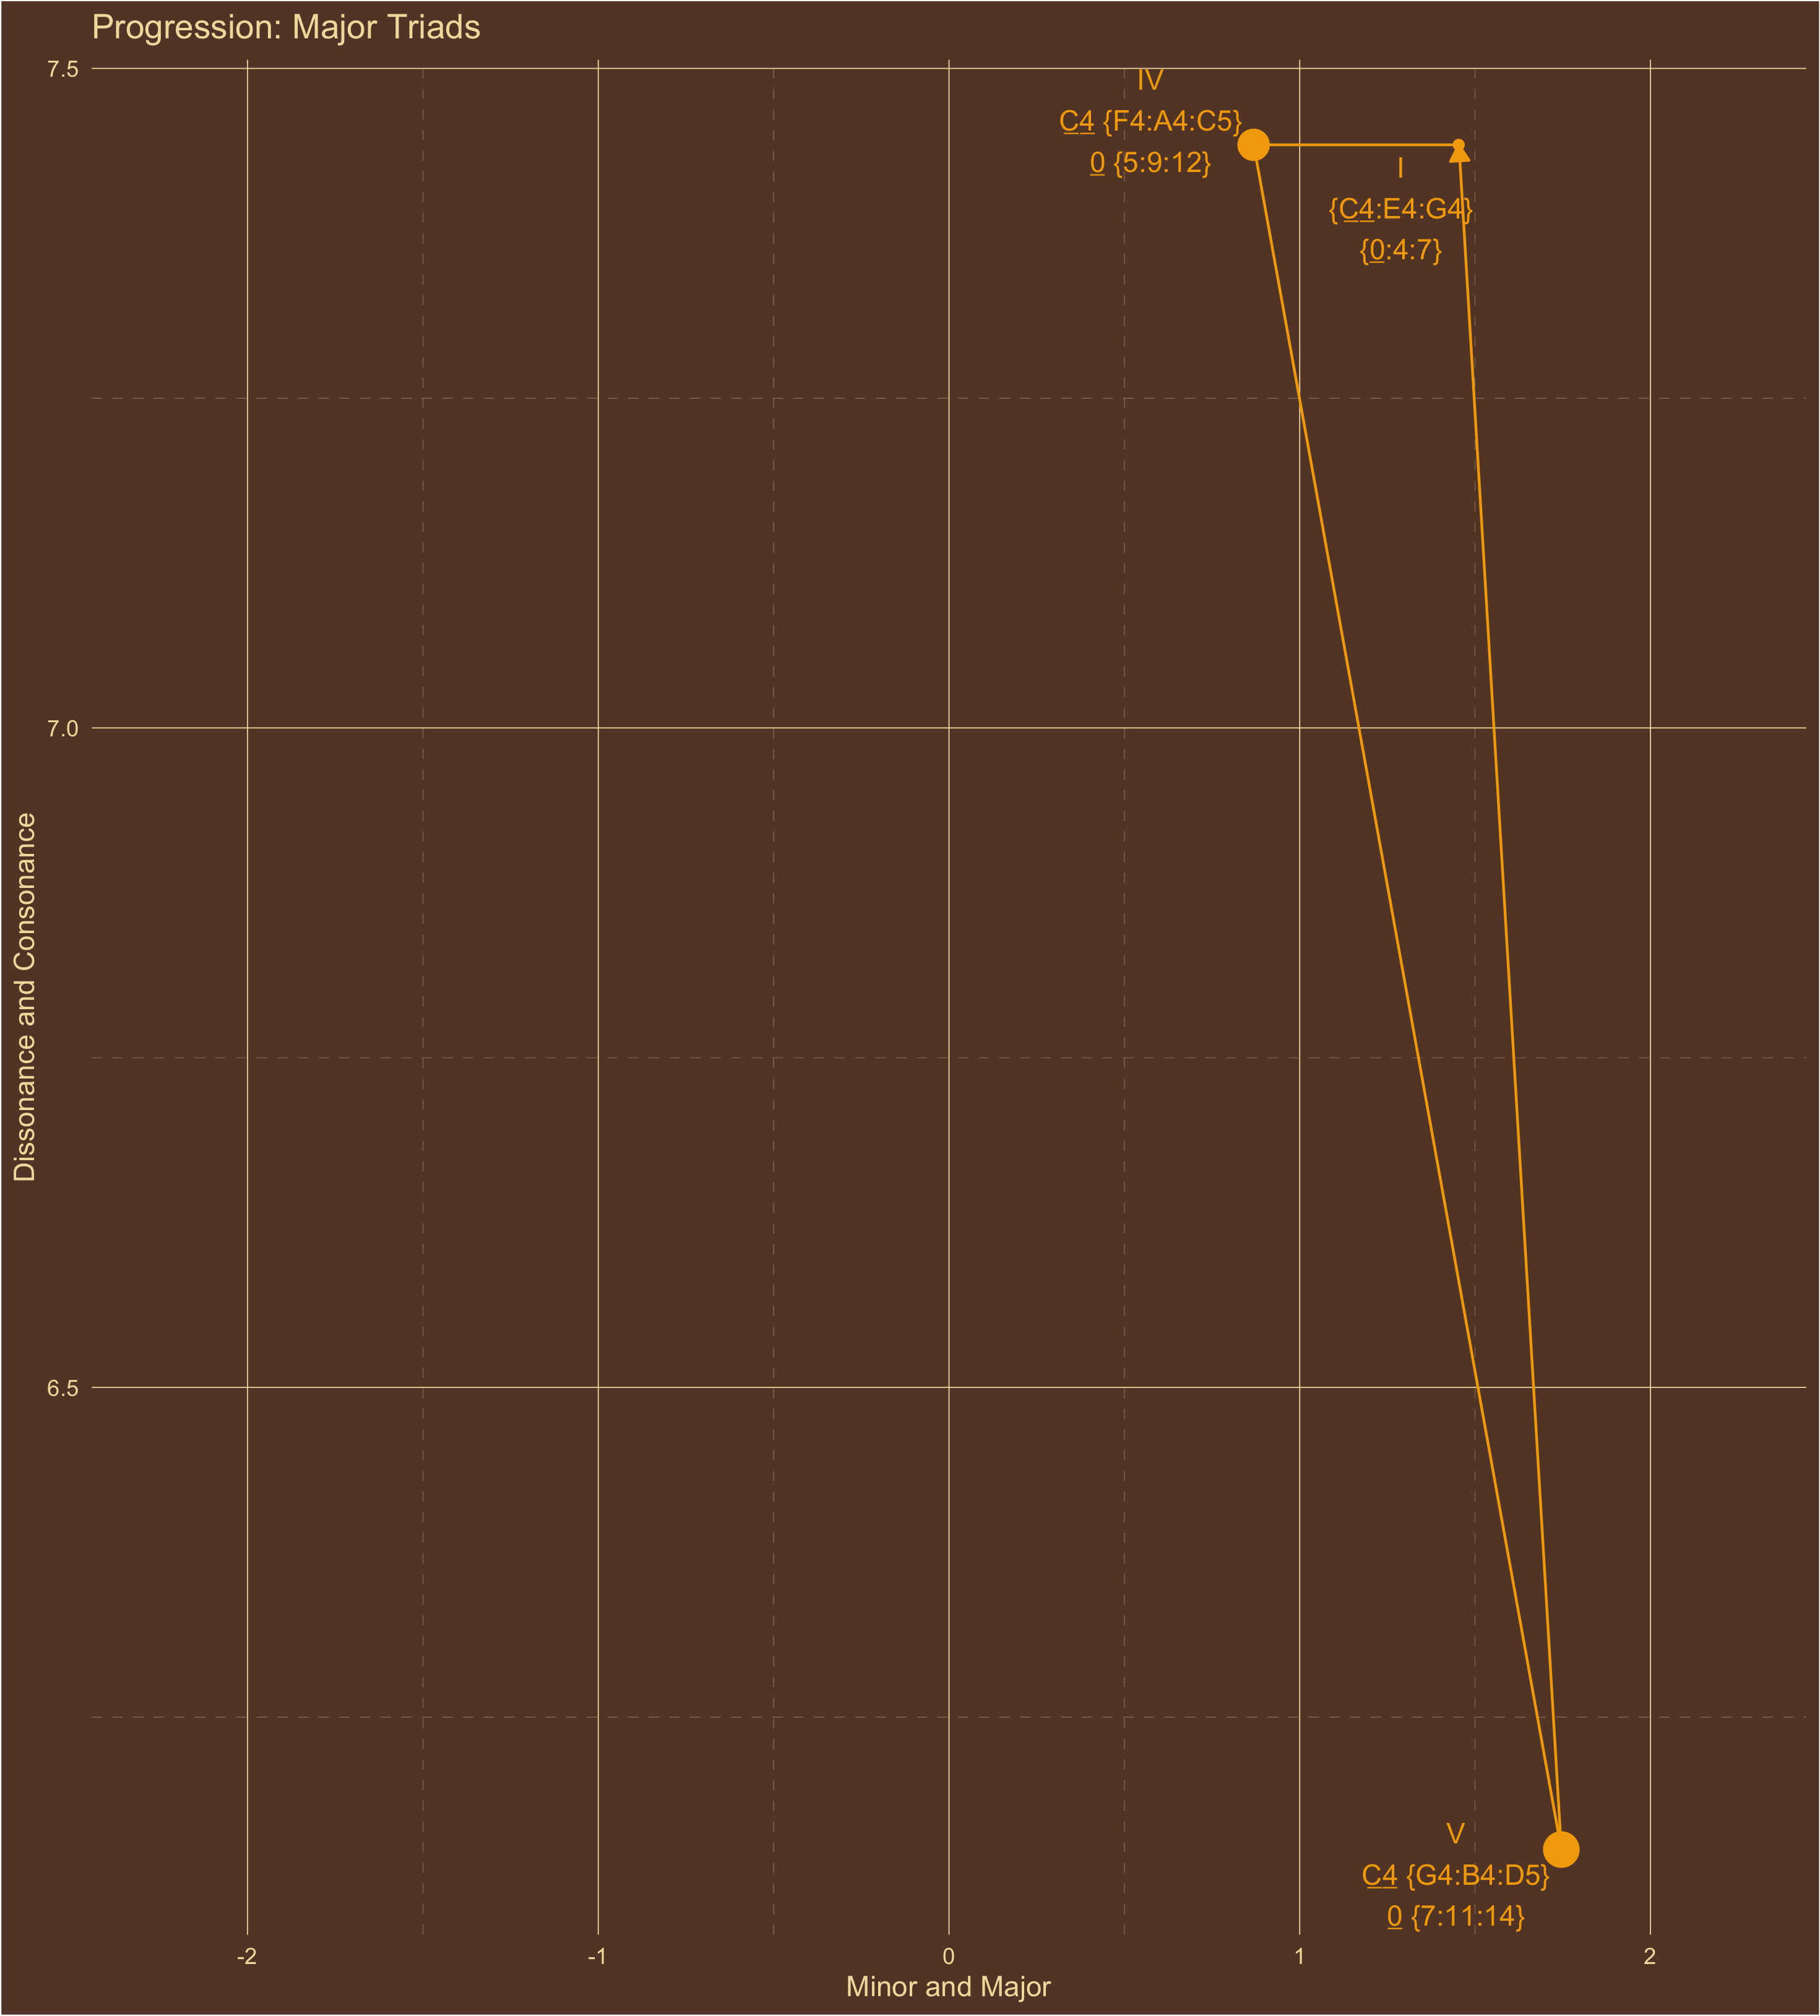 Progression: Major Triads
7.5
IV
C4 {F4:A4:C5}
0 {5:9:12}
I
{C4:E4:G4}
{0:4:7}
7.0
Dissonance and Consonance
6.5
V
C4 {G4:B4:D5}
0 {7:11:14}
-2
-1
0
1
2
Minor and Major